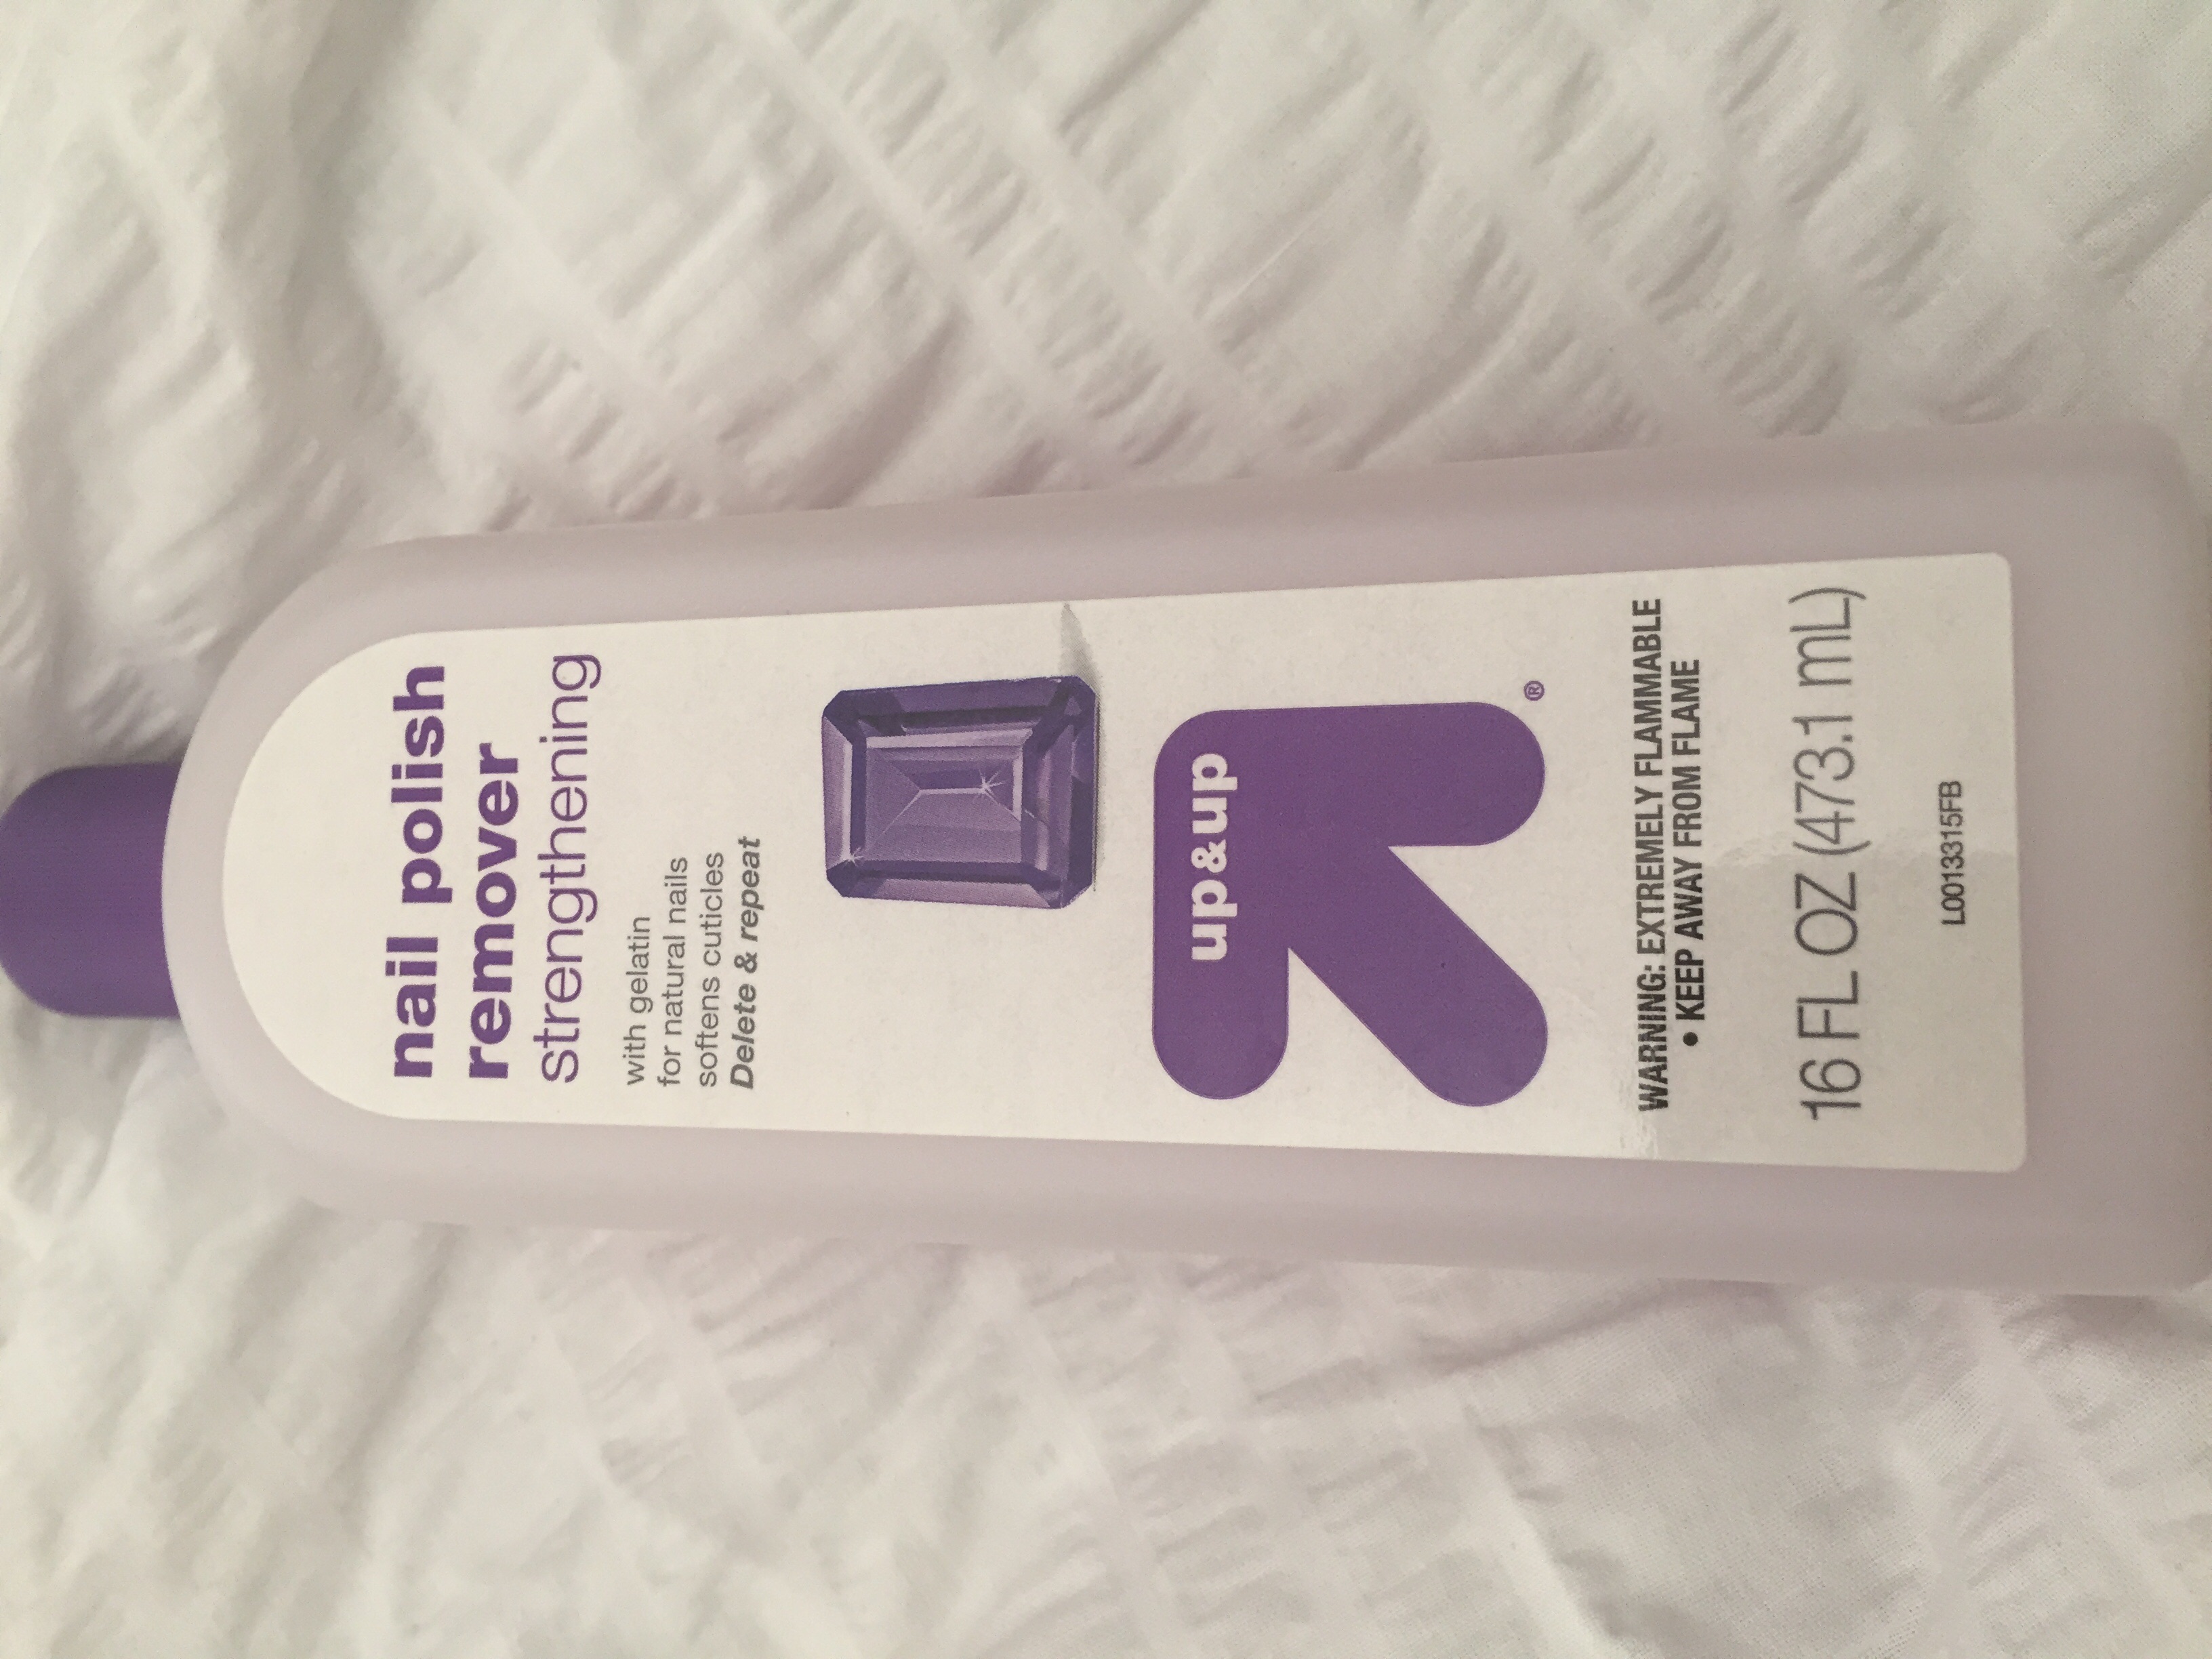 nail polish
remover
strengthening
with gelatin
for natural nails
softens cuticles
Delete & repeat
up&up
®
WARNING: EXTREMELY FLAMMABLE
• KEEP AWAY FROM FLAME
16 FL OZ (473.1 mL)
L0013315FB